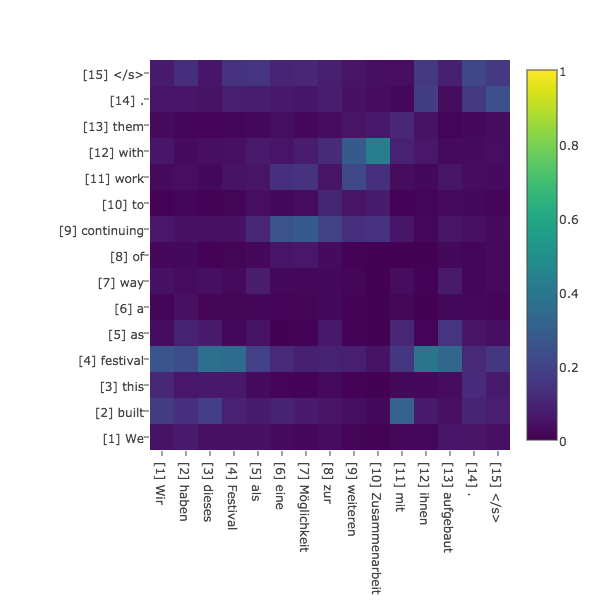 [15] </s>
[14] .
[13] them
[12] with
[11] work
[10] to
[9] continuing
[8] of
[7] way
[6] a
[5] as
[4] festival
[3] this
[2] built
[1] We
[1] Wir
[2] haben
[3] dieses
[4] Festival
[5] als
[6] eine
[7] Möglichkeit
[8] zur
[9] weiteren
[10] Zusammenarbeit
[11] mit
[12] ihnen
[13] aufgebaut
[14] .
[15] </s>
1
0.8
0.6
0.4
0.2
0